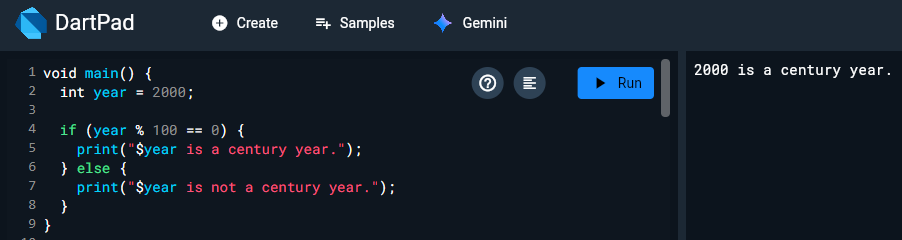 DartPad Create Samples Gemini
1 void main() {
2 int year = 2000;
3
4 if (year % 100 == 0) {
5 print("$year is a century year.");
6 } else {
7 print("$year is not a century year.");
8 }
9 }
Run
2000 is a century year.